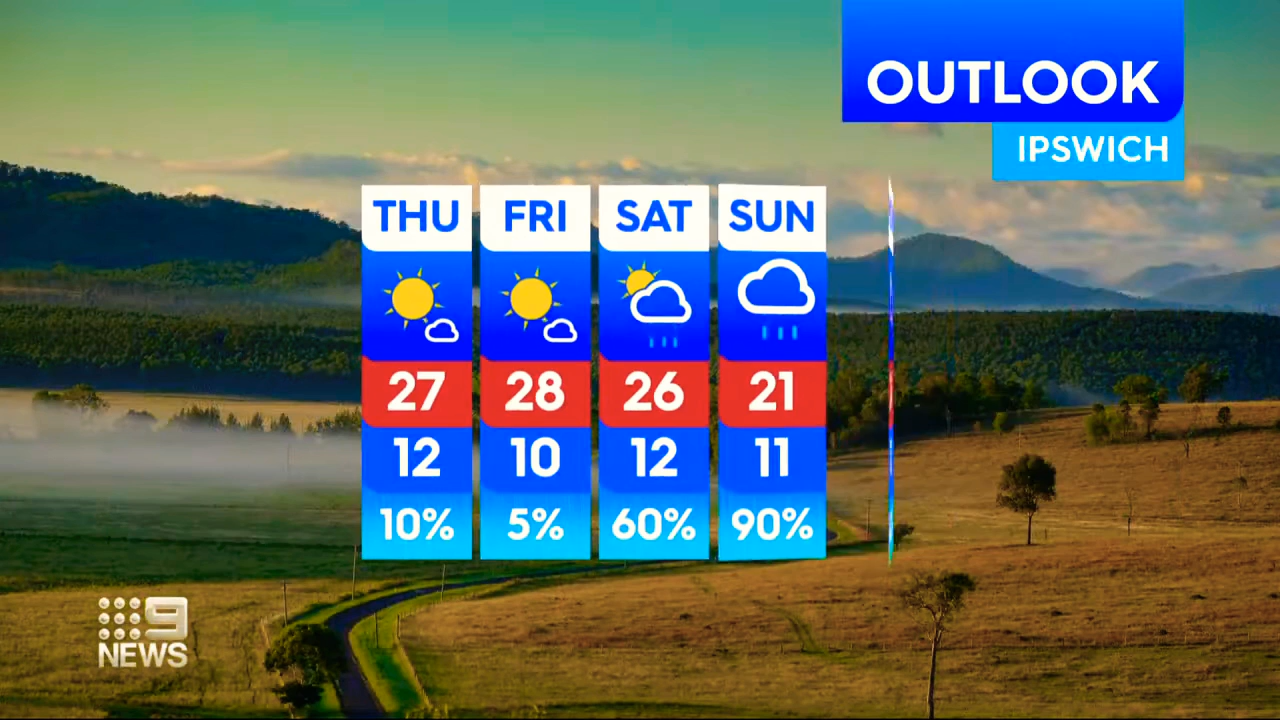 OUTLOOK
IPSWICH
THU FRI SAT SUN
27 28 26 21
12 10 12 11
10% 5% 60% 90%
9
NEWS